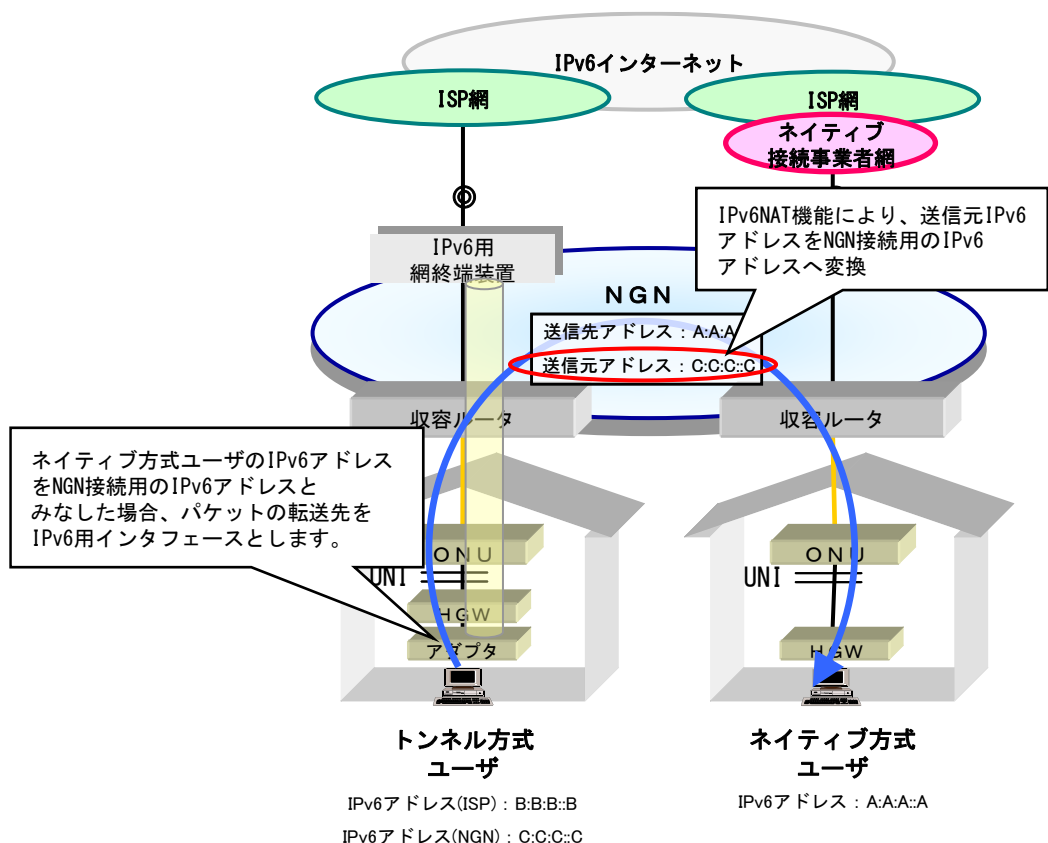 IPv6インターネット
ISP網
ISP網
ネイティブ
接続事業者網
IPv6NAT機能により、送信元IPv6
アドレスをNGN接続用のIPv6
アドレスへ変換
IPv6用
網終端装置
NGN
送信先アドレス：A:A:A
送信元アドレス：C:C:C::C
収容ルータ
収容ルータ
ネイティブ方式ユーザのIPv6アドレス
をNGN接続用のIPv6アドレスと
みなした場合、パケットの転送先を
IPv6用インタフェースとします。
ONU
ONU
UNI
UNI
HGW
アダプタ
HGW
トンネル方式
ユーザ
ネイティブ方式
ユーザ
IPv6アドレス(ISP)：B:B:B::B
IPv6アドレス：A:A:A::A
IPv6アドレス(NGN)：C:C:C::C